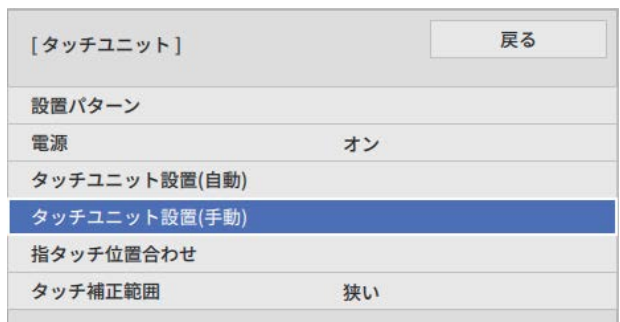 [ タッチユニット ]
戻る
設置パターン
電源 オン
タッチユニット設置(自動)
タッチユニット設置(手動)
指タッチ位置合わせ
タッチ補正範囲 狭い